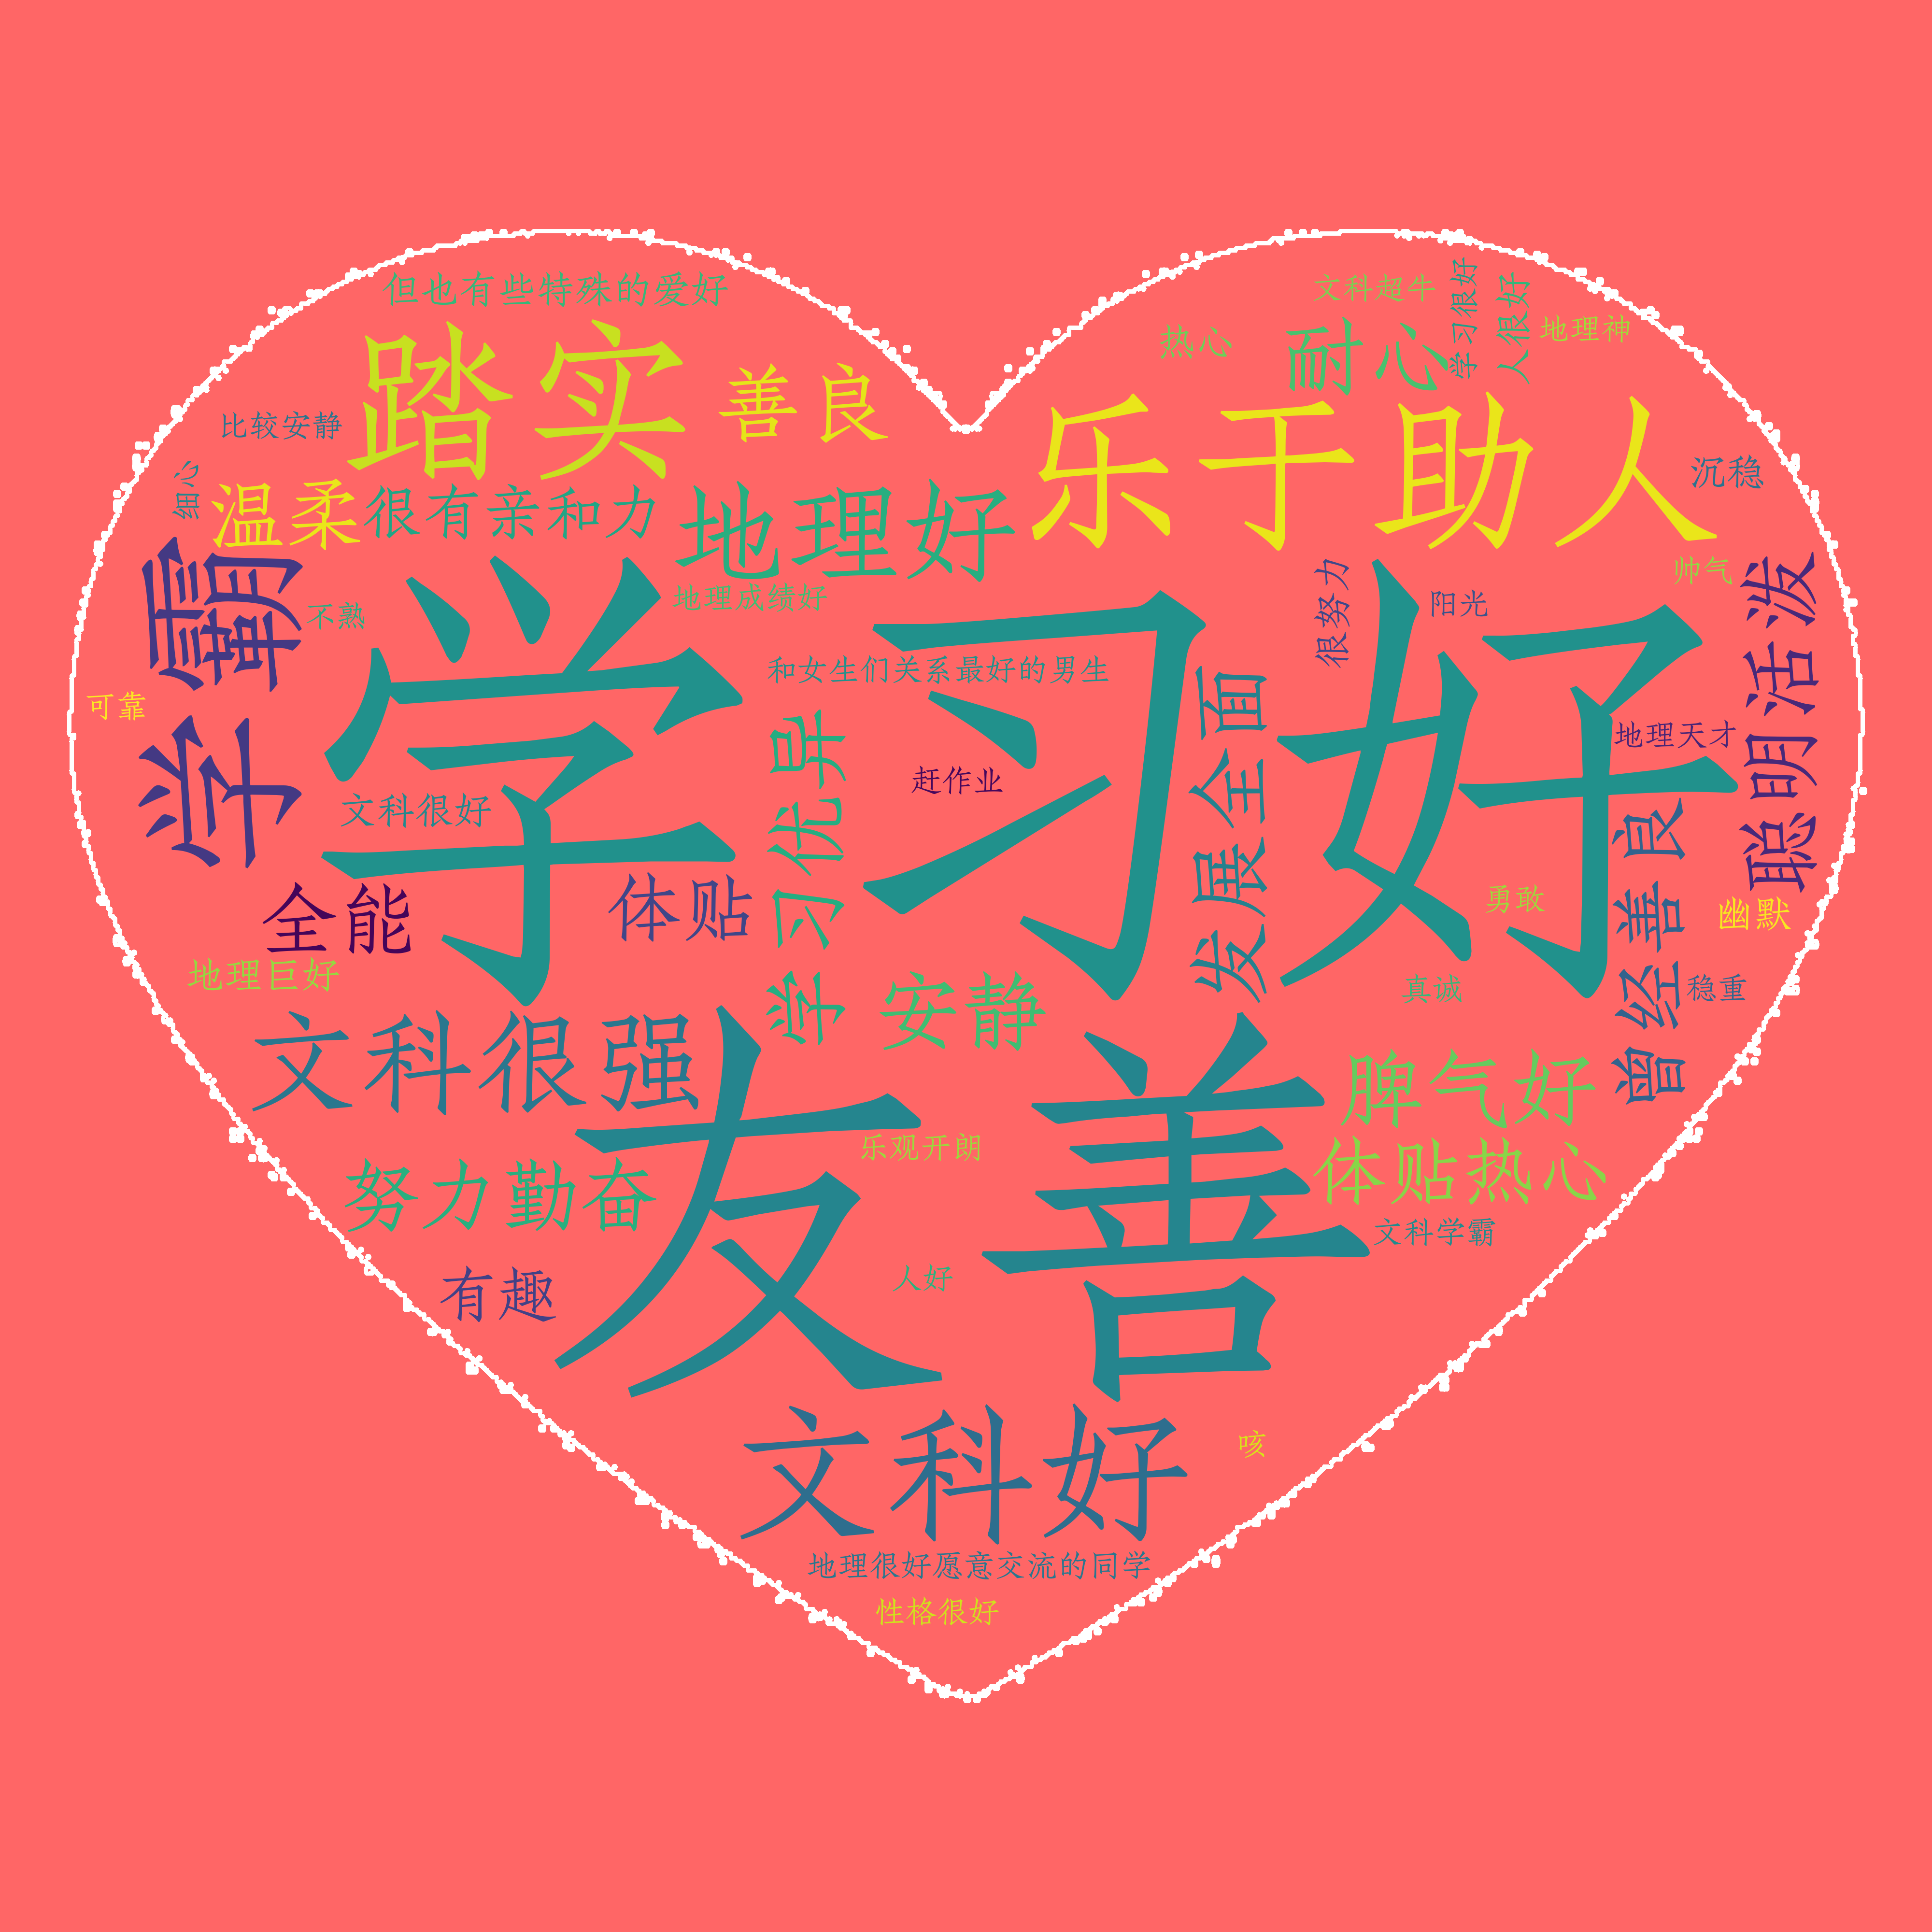 但也有些特殊的爱好
文科超牛
学习很好
人很好
地理神
热心
耐心
踏实
善良
乐于助人
比较安静
细心
温柔
很有亲和力
地理好
沉稳
学霸
不熟
地理成绩好
很努力
阳光
帅气
聪明活泼
可靠
学习好
和女生们关系最好的男生
发展全面
地理天才
学习优异
赶作业
文科很好
全能
体贴
勇敢
曾经善良
幽默
地理巨好
安静
真诚
稳重
文科很强
友善
脾气好
乐观开朗
体贴热心
努力勤奋
文科学霸
有趣
人好
文科好
咳
地理很好愿意交流的同学
性格很好